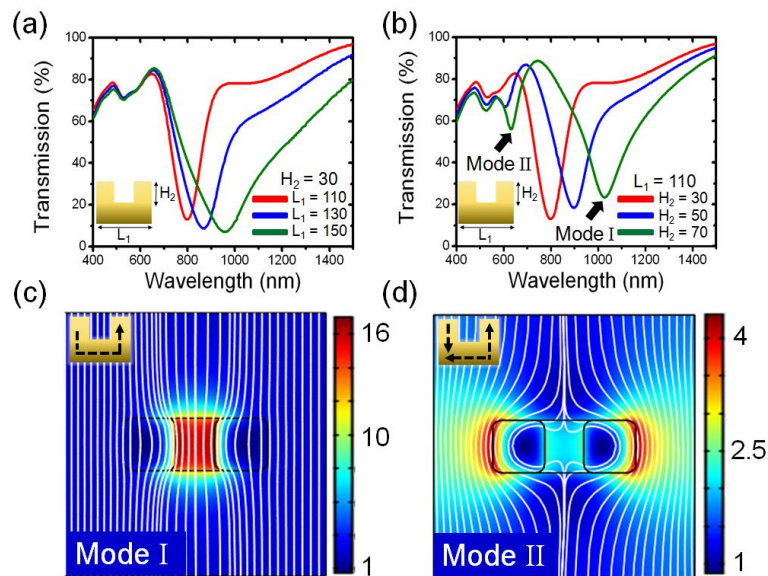 (a)
Transmission (%)
100
80
60
40
20
0
400 600 800 1000 1200 1400
Wavelength (nm)
H₂
L₁
H₂ = 30
L₁ = 110
L₁ = 130
L₁ = 150
(b)
Transmission (%)
100
80
60
40
20
0
400 600 800 1000 1200 1400
Wavelength (nm)
Mode II
Mode I
H₂
L₁
L₁ = 110
H₂ = 30
H₂ = 50
H₂ = 70
(c)
16
10
1
Mode I
(d)
4
2.5
1
Mode II